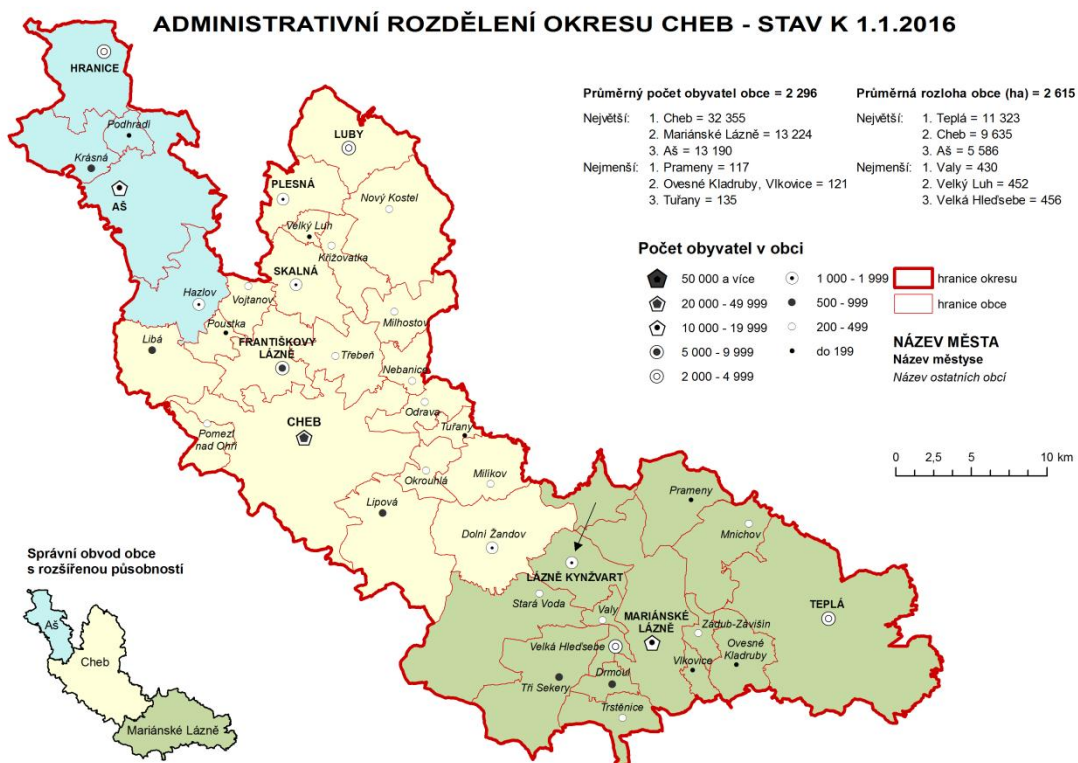 ADMINISTRATIVNÍ ROZDĚLENÍ OKRESU CHEB - STAV K 1.1.2016
Průměrný počet obyvatel obce = 2 296
Největší: 1. Cheb = 32 355
2. Mariánské Lázně = 13 224
3. Aš = 13 190
Nejmenší: 1. Prameny = 117
2. Ovesné Kladruby, Vlkovice = 121
3. Tuřany = 135
Průměrná rozloha obce (ha) = 2 615
Největší: 1. Teplá = 11 323
2. Cheb = 9 635
3. Aš = 5 586
Nejmenší: 1. Valy = 430
2. Velký Luh = 452
3. Velká Hleďsebe = 456
Počet obyvatel v obci
50 000 a více
20 000 - 49 999
10 000 - 19 999
5 000 - 9 999
2 000 - 4 999
1 000 - 1 999
500 - 999
200 - 499
do 199
hranice okresu
hranice obce
NÁZEV MĚSTA
Název městyse
Název ostatních obcí
0 2,5 5 10 km
HRANICE
Podhradí
Krásná
AŠ
Hazlov
LUBY
PLESNÁ
Nový Kostel
Velký Luh
Křižovatka
SKALNÁ
Vojtanov
Poustka
Milhostov
Libá
FRANTIŠKOVY
LÁZNĚ
Třebeň
Nebanice
Odrava
CHEB
Tuřany
Pomezí
nad Ohří
Okrouhlá
Milíkov
Lipová
Dolní Žandov
Prameny
Mnichov
LÁZNĚ KYNŽVART
Stará Voda
Valy
MARIÁNSKÉ
LÁZNĚ
TEPLÁ
Zádub-Závišín
Velká Hleďsebe
Ovesné
Kladruby
Vlkovice
Drmoul
Tři Sekery
Trstěnice
Správní obvod obce
s rozšířenou působností
Aš
Cheb
Mariánské Lázně